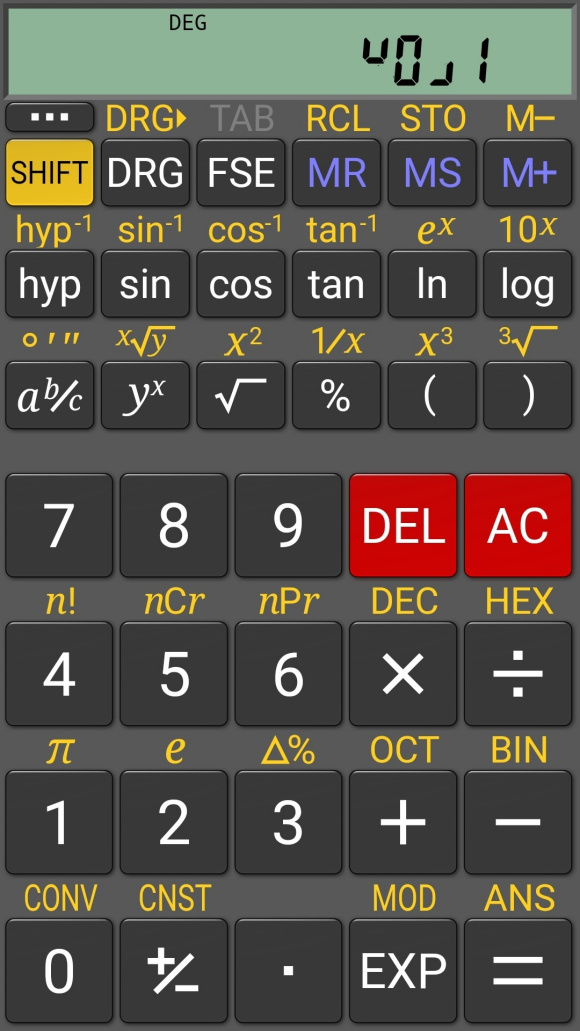 DEG
0⌟1
... DRG▸ TAB RCL STO M–
SHIFT DRG FSE MR MS M+
hyp⁻¹ sin⁻¹ cos⁻¹ tan⁻¹ eˣ 10ˣ
hyp sin cos tan ln log
° ′ ″ ˣ√y x² 1/x x³ ³√
a b/c yˣ √ % ( )
7 8 9 DEL AC
n! nCr nPr DEC HEX
4 5 6 × ÷
π e Δ% OCT BIN
1 2 3 + −
CONV CNST MOD ANS
0 +/− . EXP =